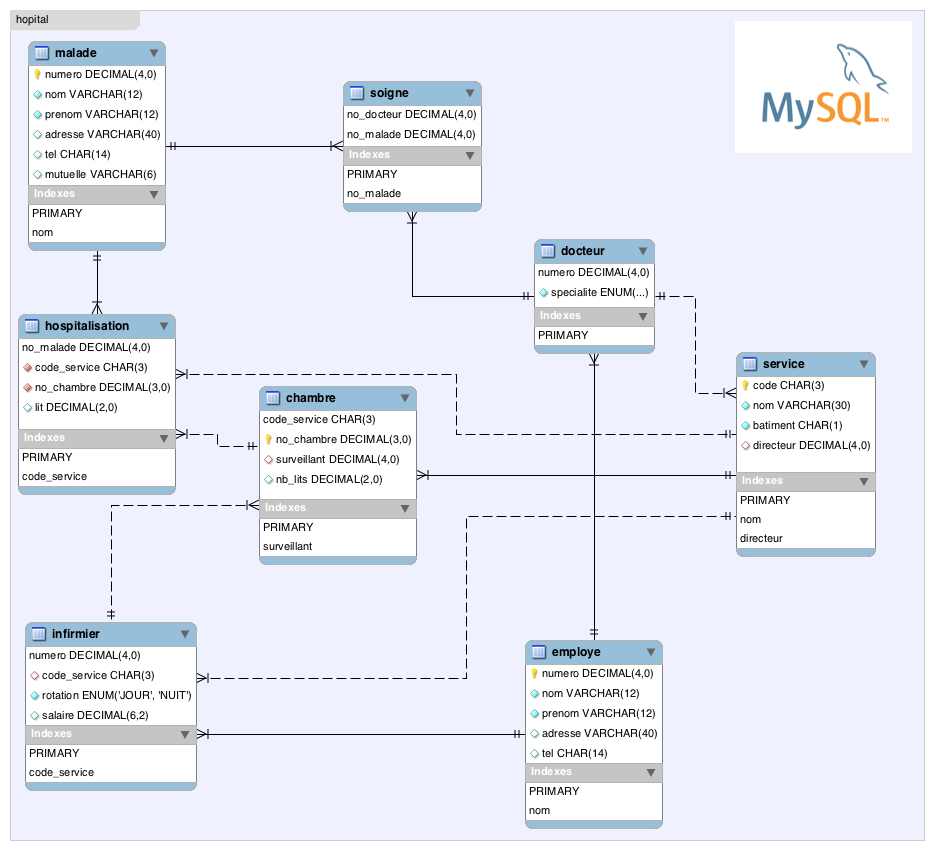 hopital
MySQL™
malade
numero DECIMAL(4,0)
nom VARCHAR(12)
prenom VARCHAR(12)
adresse VARCHAR(40)
tel CHAR(14)
mutuelle VARCHAR(6)
Indexes
PRIMARY
nom
soigne
no_docteur DECIMAL(4,0)
no_malade DECIMAL(4,0)
Indexes
PRIMARY
no_malade
docteur
numero DECIMAL(4,0)
specialite ENUM(...)
Indexes
PRIMARY
hospitalisation
no_malade DECIMAL(4,0)
code_service CHAR(3)
no_chambre DECIMAL(3,0)
lit DECIMAL(2,0)
Indexes
PRIMARY
code_service
chambre
code_service CHAR(3)
no_chambre DECIMAL(3,0)
surveillant DECIMAL(4,0)
nb_lits DECIMAL(2,0)
Indexes
PRIMARY
surveillant
service
code CHAR(3)
nom VARCHAR(30)
batiment CHAR(1)
directeur DECIMAL(4,0)
Indexes
PRIMARY
nom
directeur
infirmier
numero DECIMAL(4,0)
code_service CHAR(3)
rotation ENUM('JOUR', 'NUIT')
salaire DECIMAL(6,2)
Indexes
PRIMARY
code_service
employe
numero DECIMAL(4,0)
nom VARCHAR(12)
prenom VARCHAR(12)
adresse VARCHAR(40)
tel CHAR(14)
Indexes
PRIMARY
nom